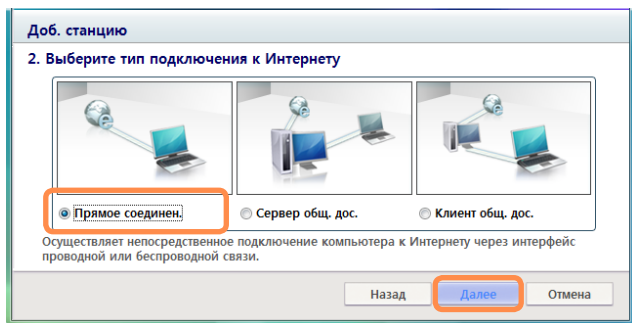 Доб. станцию
2. Выберите тип подключения к Интернету
Прямое соединен. Сервер общ. дос. Клиент общ. дос.
Осуществляет непосредственное подключение компьютера к Интернету через интерфейс
проводной или беспроводной связи.
Назад Далее Отмена